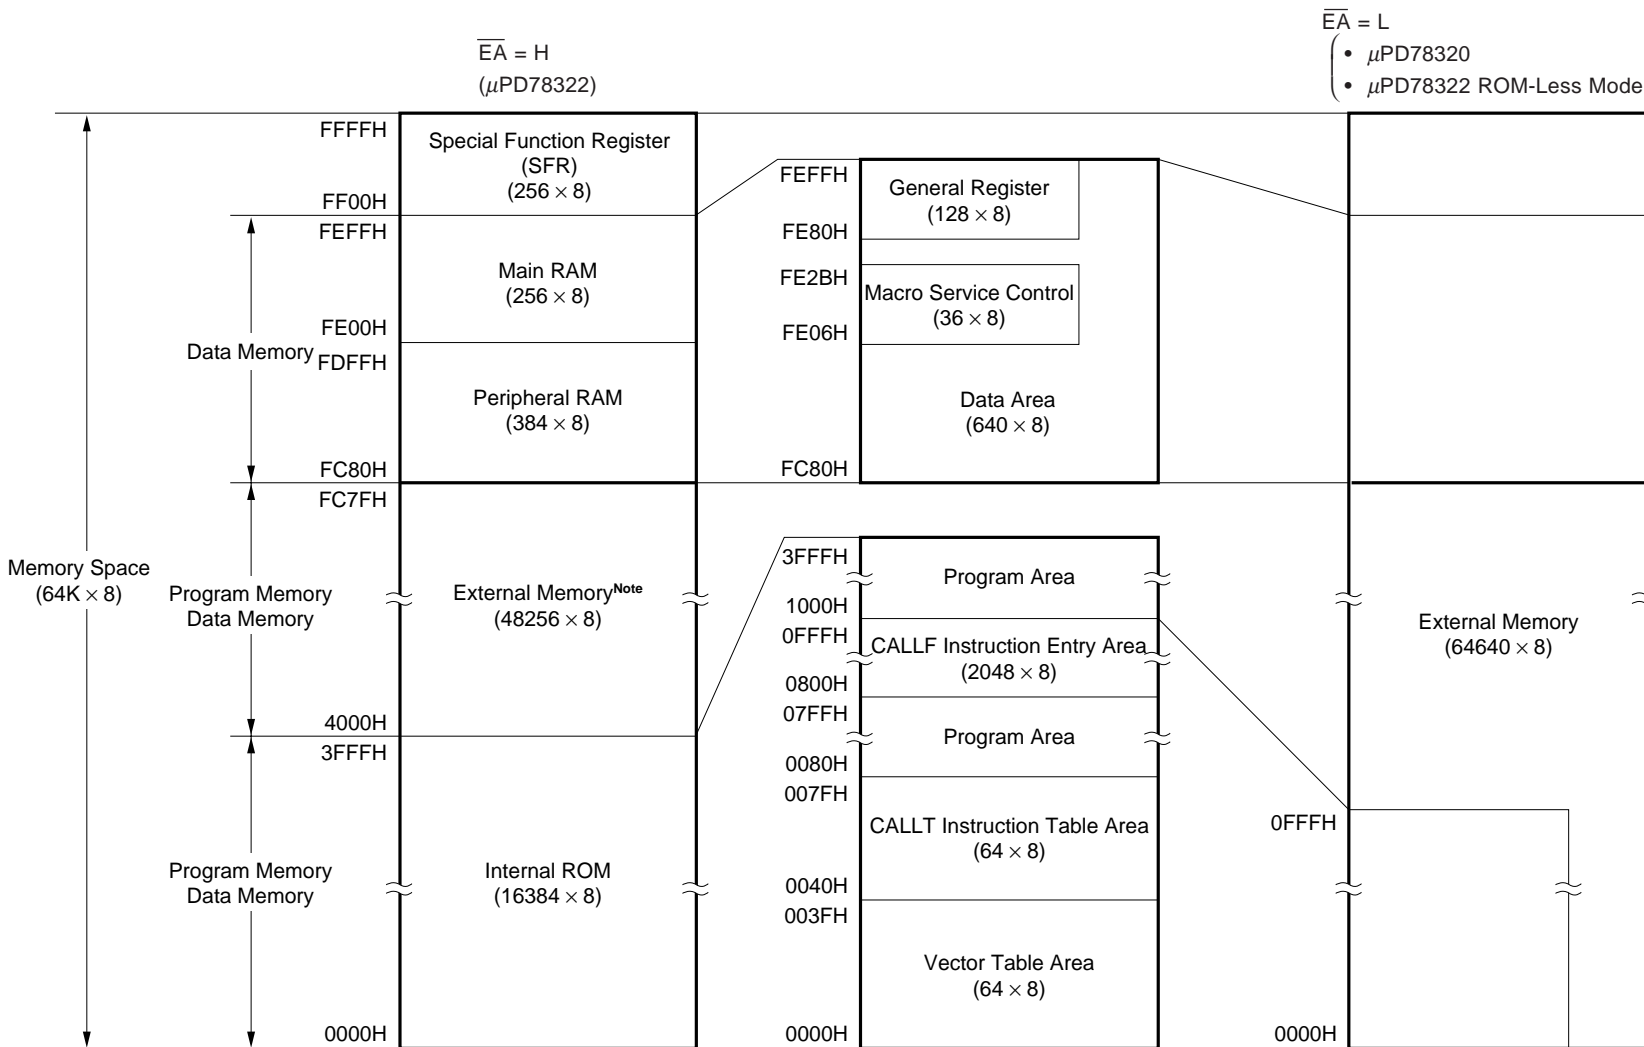 EA = H
(μPD78322)
EA = L
• μPD78320
• μPD78322 ROM-Less Mode
FFFFH
Special Function Register
(SFR)
(256 × 8)
FF00H
FEFFH
Main RAM
(256 × 8)
FE00H
Data Memory
FDFFH
Peripheral RAM
(384 × 8)
FC80H
FC7FH
Memory Space
(64K × 8)
Program Memory
Data Memory
External Memory Note
(48256 × 8)
4000H
3FFFH
Program Memory
Data Memory
Internal ROM
(16384 × 8)
0000H
FEFFH
General Register
(128 × 8)
FE80H
FE2BH
Macro Service Control
(36 × 8)
FE06H
Data Area
(640 × 8)
FC80H
3FFFH
Program Area
1000H
0FFFH
CALLF Instruction Entry Area
(2048 × 8)
0800H
07FFH
Program Area
0080H
007FH
CALLT Instruction Table Area
(64 × 8)
0040H
003FH
Vector Table Area
(64 × 8)
0000H
External Memory
(64640 × 8)
0FFFH
0000H